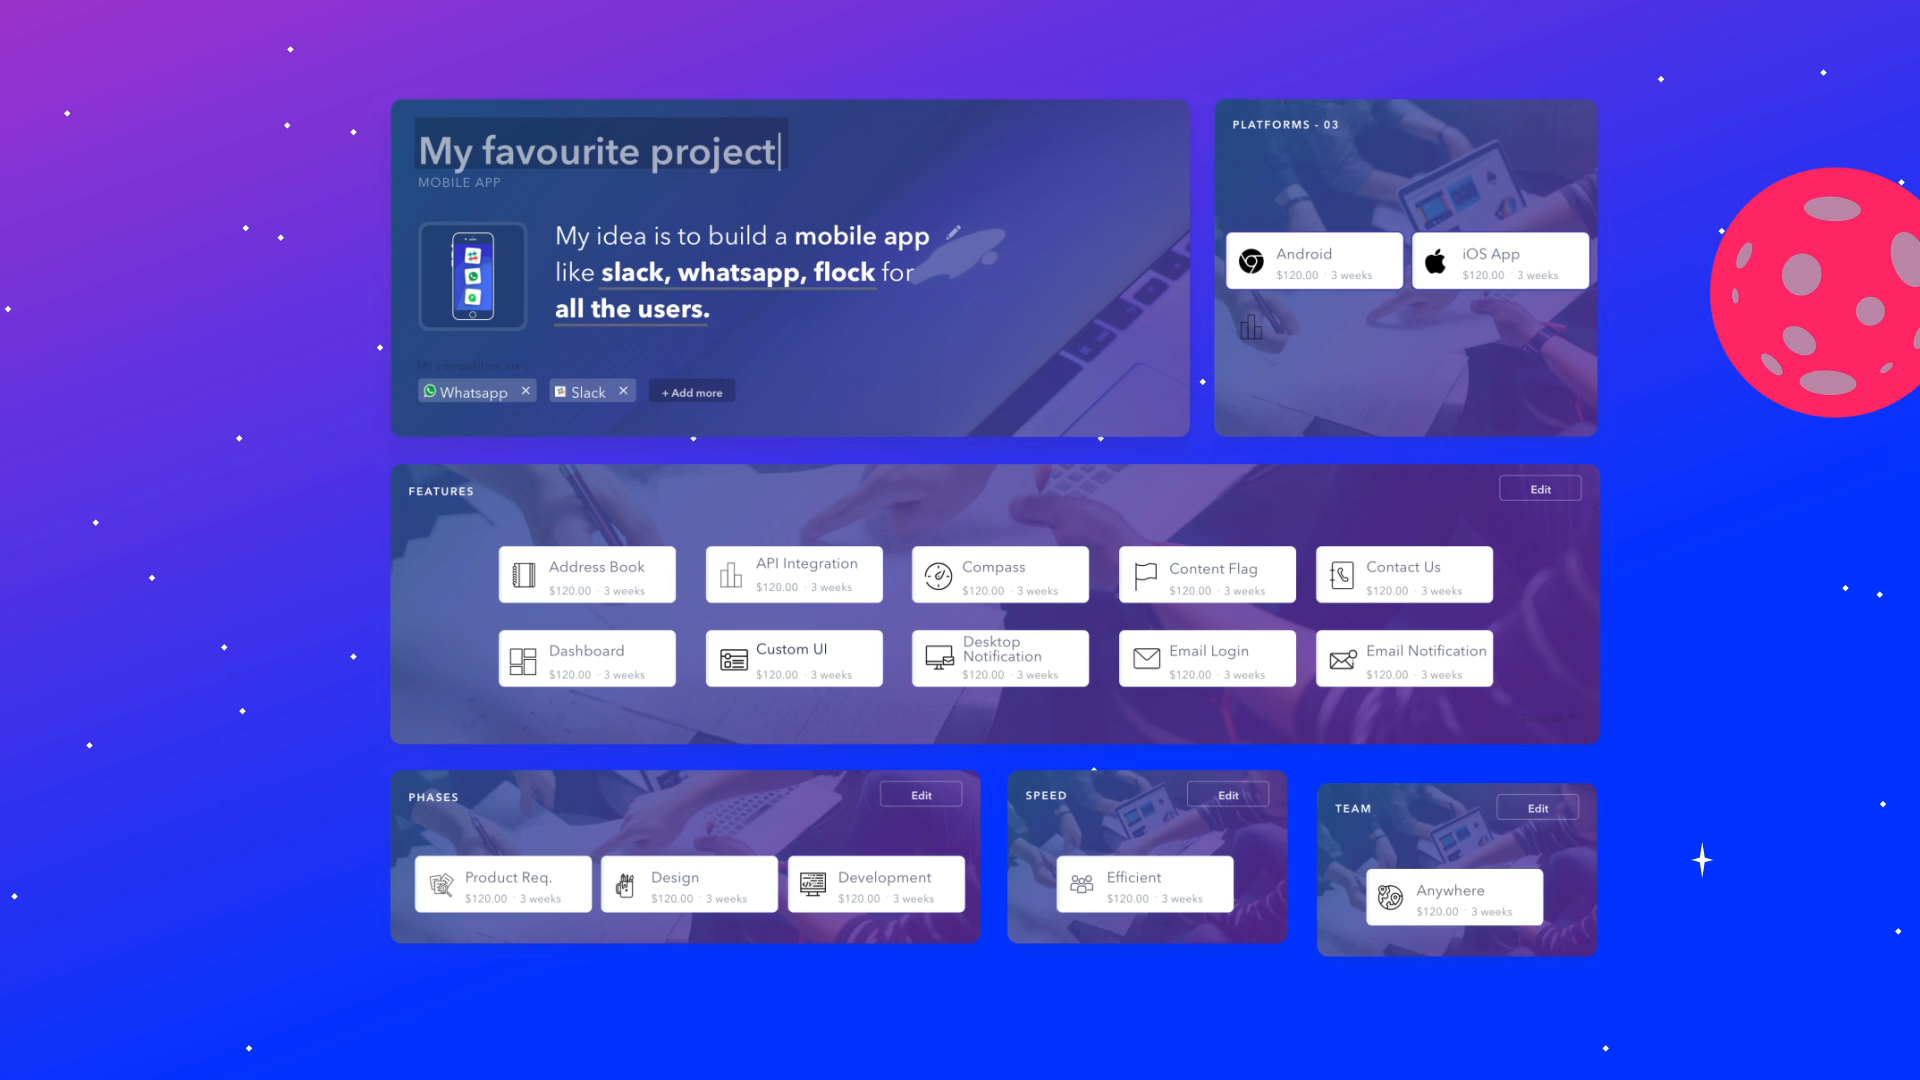 My favourite project
MOBILE APP
My idea is to build a mobile app
like slack, whatsapp, flock for
all the users.
My competitors are
Whatsapp ✕ Slack ✕ + Add more
PLATFORMS - 03
Android
$120.00 · 3 weeks
iOS App
$120.00 · 3 weeks
FEATURES
Edit
Address Book
$120.00 · 3 weeks
API Integration
$120.00 · 3 weeks
Compass
$120.00 · 3 weeks
Content Flag
$120.00 · 3 weeks
Contact Us
$120.00 · 3 weeks
Dashboard
$120.00 · 3 weeks
Custom UI
$120.00 · 3 weeks
Desktop
Notification
$120.00 · 3 weeks
Email Login
$120.00 · 3 weeks
Email Notification
$120.00 · 3 weeks
PHASES
Edit
Product Req.
$120.00 · 3 weeks
Design
$120.00 · 3 weeks
Development
$120.00 · 3 weeks
SPEED
Edit
Efficient
$120.00 · 3 weeks
TEAM
Edit
Anywhere
$120.00 · 3 weeks